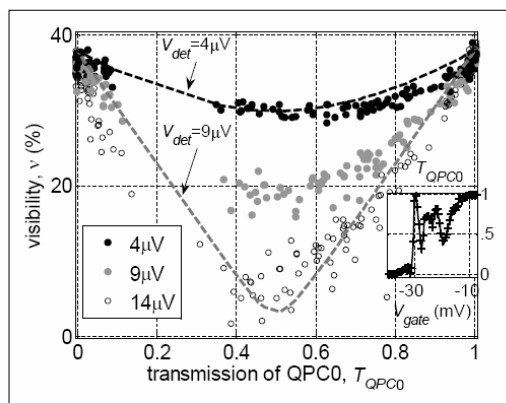 40
20
0
visibility, ν (%)
V_det=4μV
V_det=9μV
4μV
9μV
14μV
T_QPC0
1
.5
0
-30 -10
V_gate (mV)
0 0.2 0.4 0.6 0.8 1
transmission of QPC0, T_QPC0